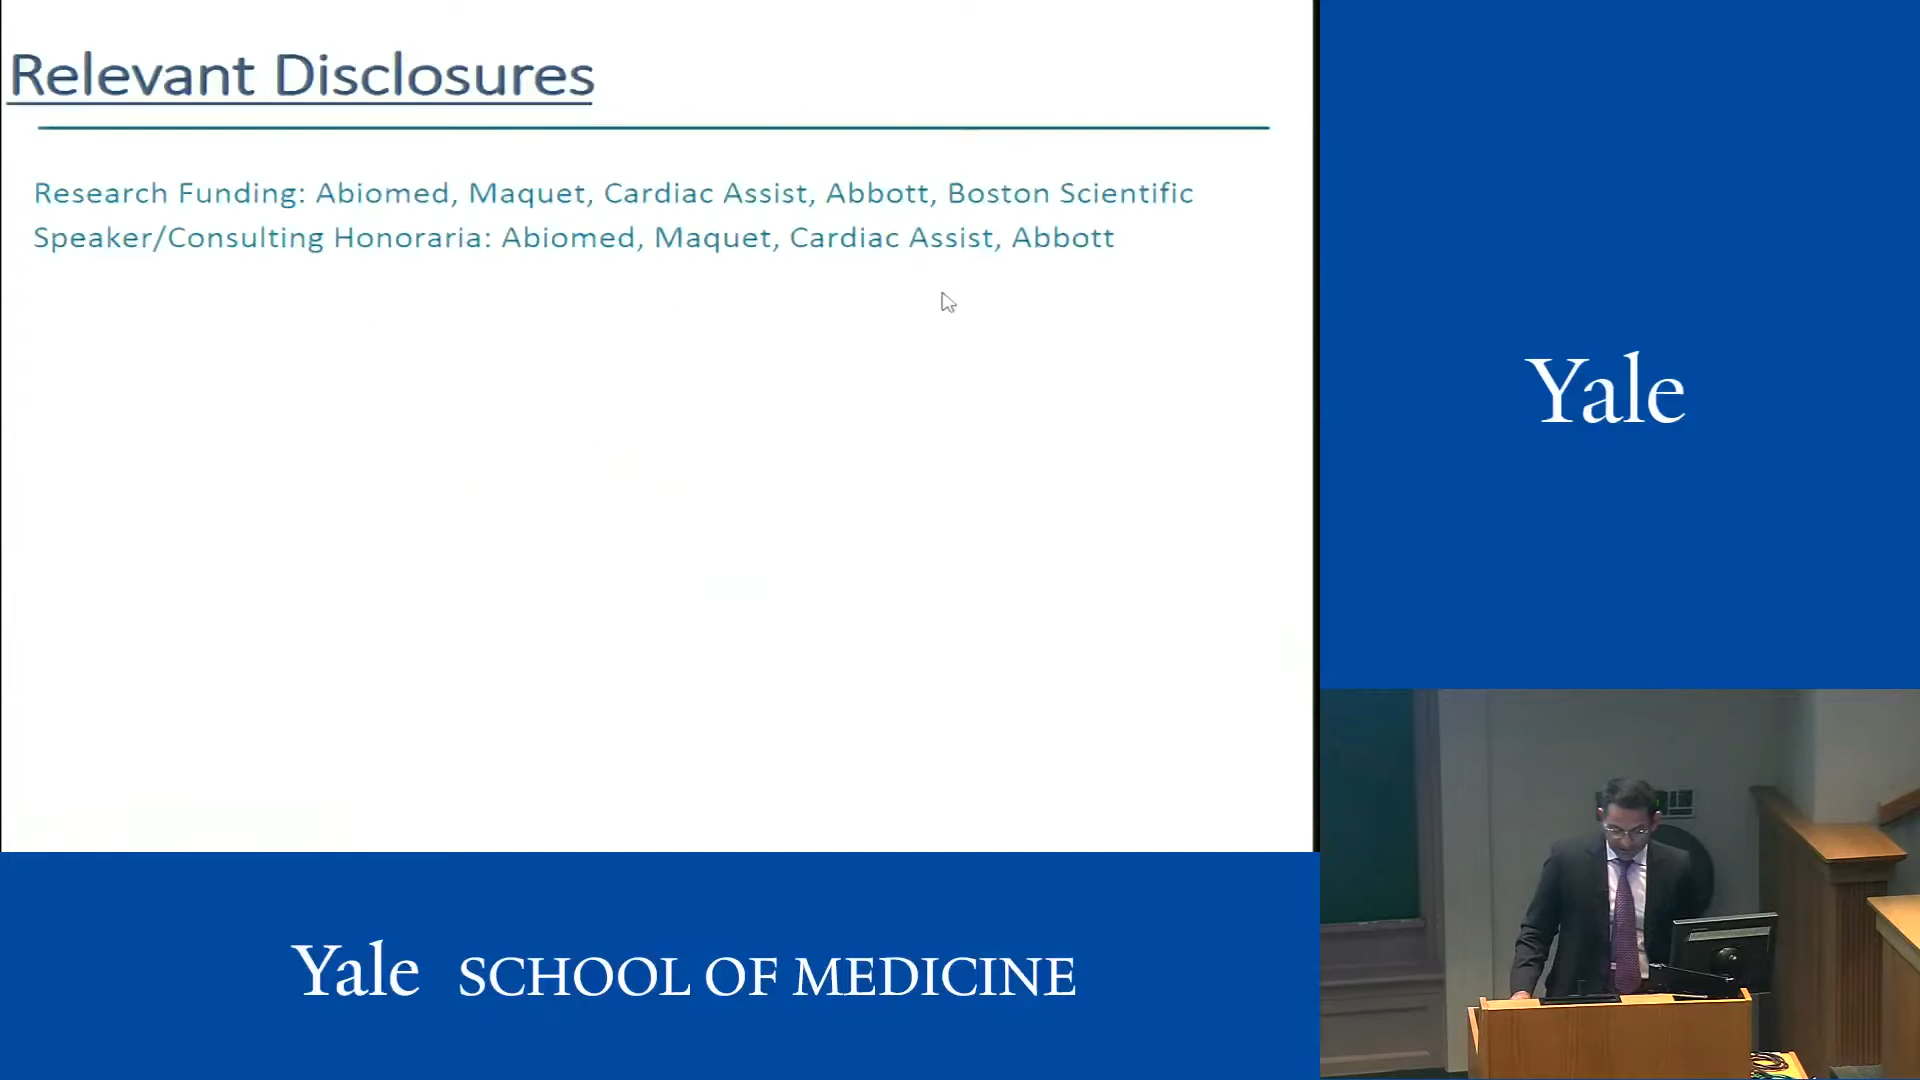 Relevant Disclosures
Research Funding: Abiomed, Maquet, Cardiac Assist, Abbott, Boston Scientific
Speaker/Consulting Honoraria: Abiomed, Maquet, Cardiac Assist, Abbott
Yale
Yale SCHOOL OF MEDICINE